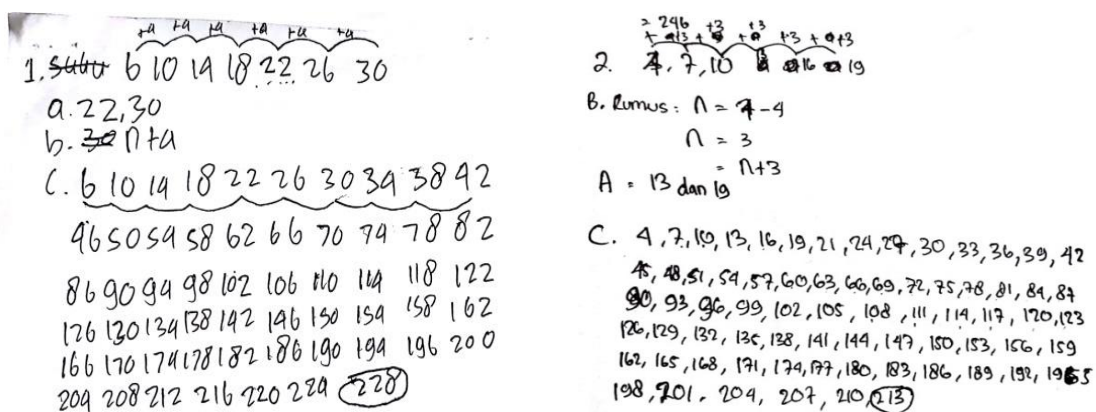 +4 +4 +4 +4 +4 +4
1. 6 10 14 18 22 26 30
a. 22,30
b. n+4
C. 6 10 14 18 22 26 30 34 38 42
46 50 54 58 62 66 70 74 78 82
86 90 94 98 102 106 110 114 118 122
126 130 134 138 142 146 150 154 158 162
166 170 174 178 182 186 190 194 196 200
204 208 212 216 220 224 228
= 246
+3 +3 +3 +3
2. 4, 7, 10 13 16 19
B. Rumus : n = 7-4
n = 3
= n+3
A = 13 dan 19
C. 4, 7, 10, 13, 16, 19, 21, 24, 27, 30, 33, 36, 39, 42
45, 48, 51, 54, 57, 60, 63, 66, 69, 72, 75, 78, 81, 84, 87
90, 93, 96, 99, 102, 105, 108, 111, 114, 117, 120, 123
126, 129, 132, 135, 138, 141, 144, 147, 150, 153, 156, 159
162, 165, 168, 171, 174, 177, 180, 183, 186, 189, 192, 195
198, 201, 204, 207, 210, 213